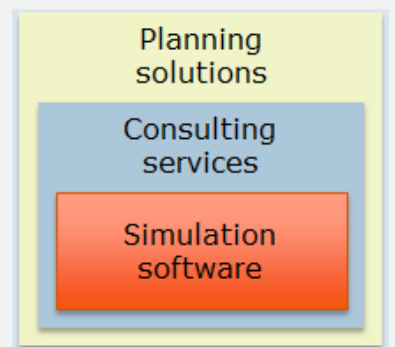 Planning
solutions
Consulting
services
Simulation
software